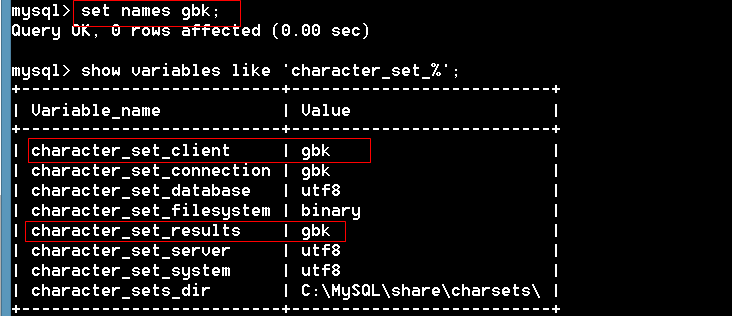 mysql> set names gbk;
Query OK, 0 rows affected (0.00 sec)
mysql> show variables like 'character_set_%';
+--------------------------+---------------------------+
| Variable_name            | Value                     |
+--------------------------+---------------------------+
| character_set_client     | gbk                       |
| character_set_connection | gbk                       |
| character_set_database   | utf8                      |
| character_set_filesystem | binary                    |
| character_set_results    | gbk                       |
| character_set_server     | utf8                      |
| character_set_system     | utf8                      |
| character_sets_dir       | C:\MySQL\share\charsets\ |
+--------------------------+---------------------------+